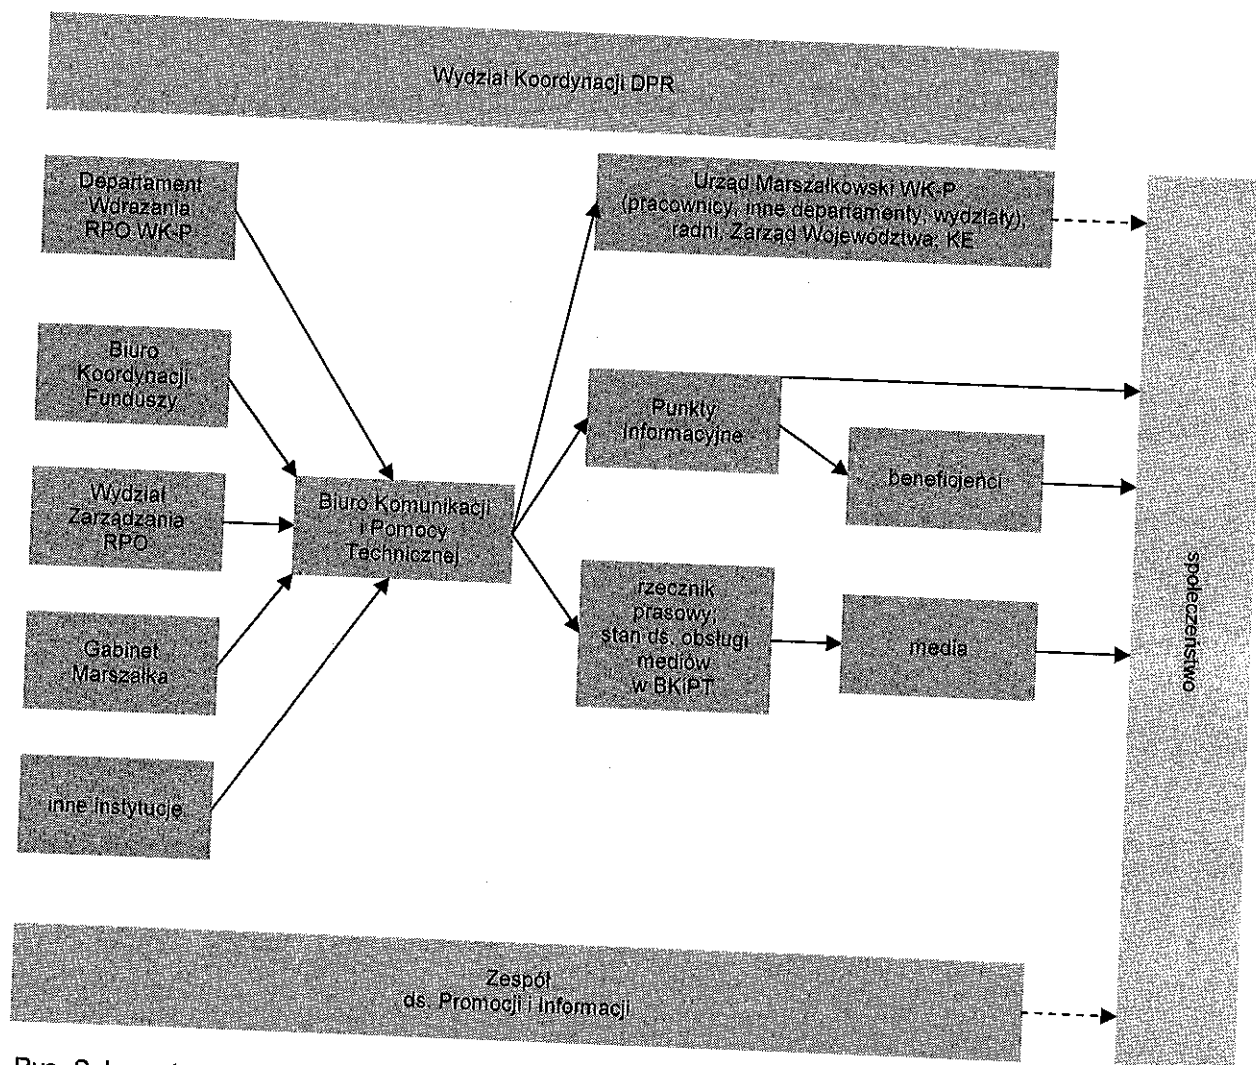 Wydział Koordynacji DPR
Departament
Wdrażania
RPO WK-P
Urząd Marszałkowski WK-P
(pracownicy, inne departamenty, wydziały),
radni, Zarząd Województwa, KE
Biuro
Koordynacji
Funduszy
Punkty
Informacyjne
beneficjenci
Wydział
Zarządzania
RPO
Biuro Komunikacji
i Pomocy
Technicznej
rzecznik
prasowy,
stan ds. obsługi
mediów
w BKiPT
media
społeczeństwo
Gabinet
Marszałka
inne instytucje
Zespół
ds. Promocji i Informacji